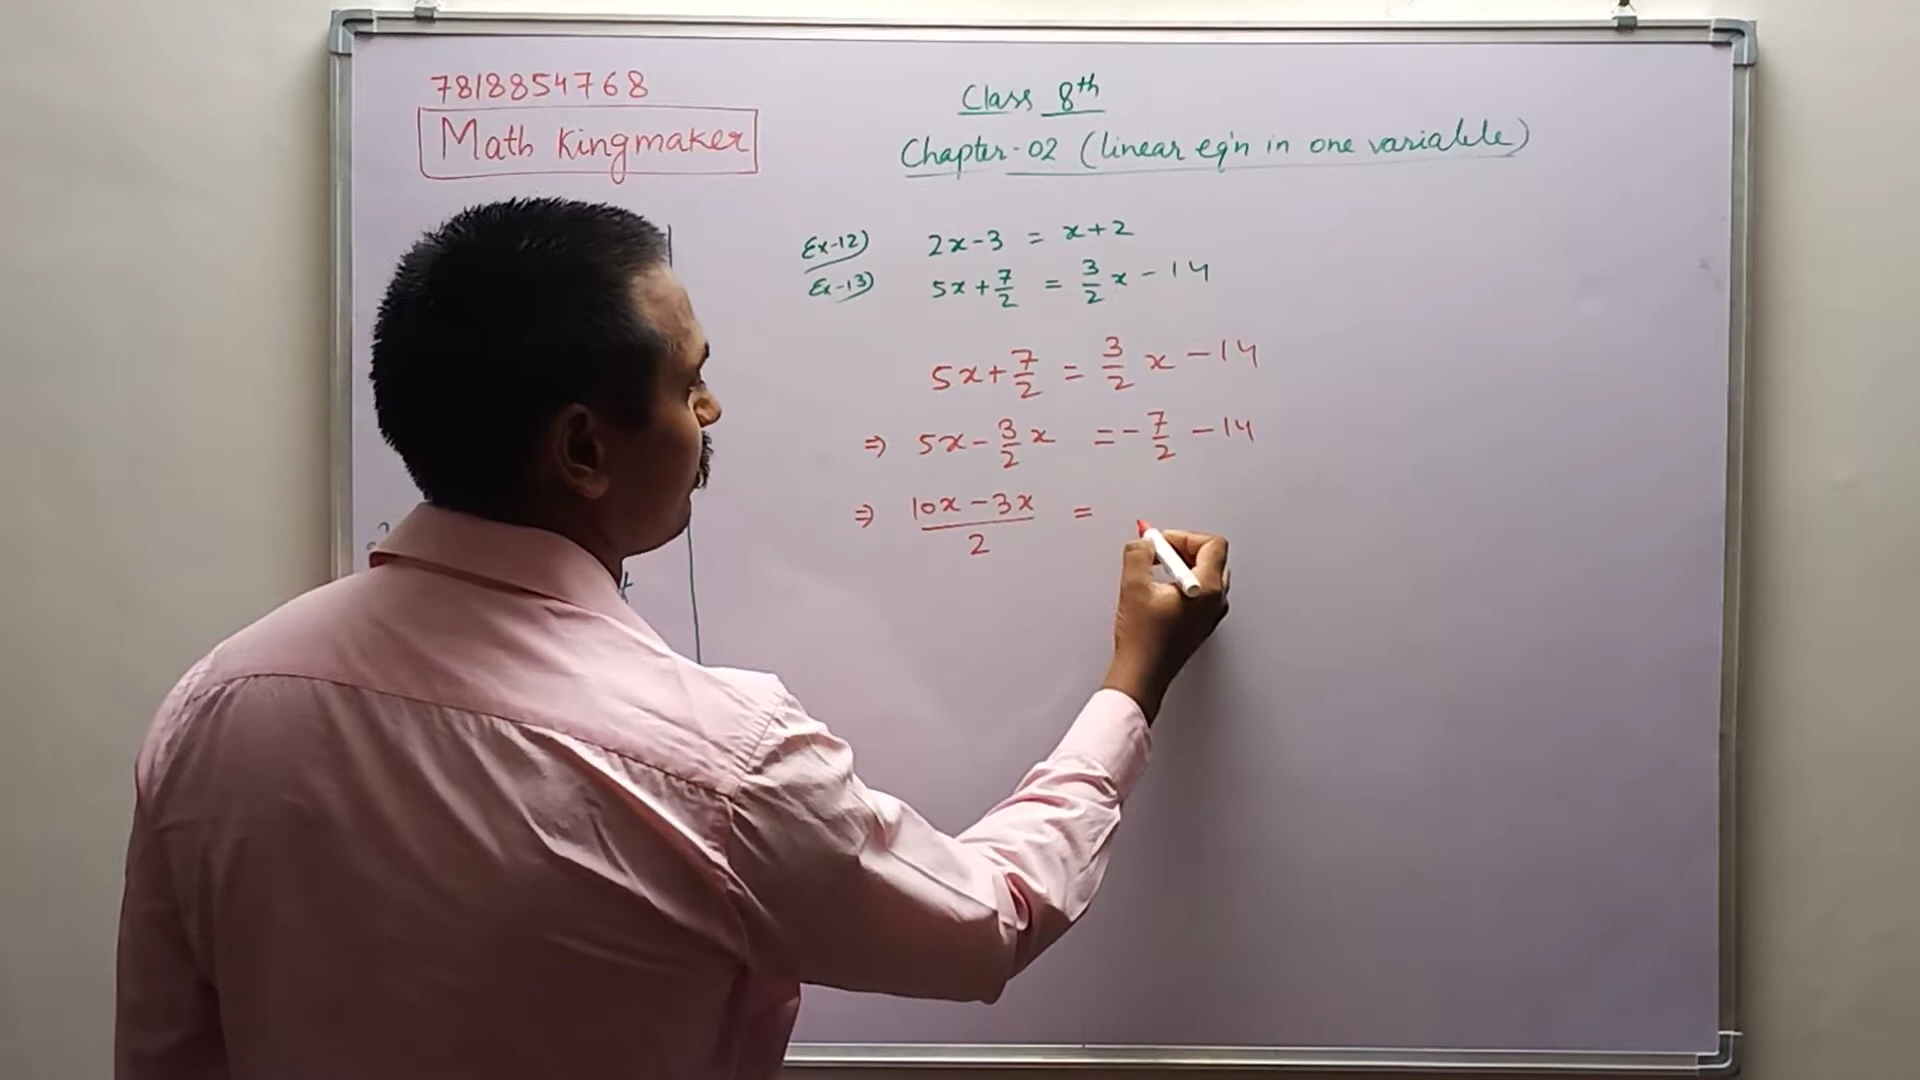 7818854768
Math Kingmaker
Class 8th
Chapter-02 (linear eq'n in one variable)
Ex-12) 2x-3 = x+2
Ex-13) 5x+7/2 = 3/2 x - 14
5x+7/2 = 3/2 x - 14
⇒ 5x - 3/2 x = - 7/2 - 14
⇒ 10x-3x/2 =